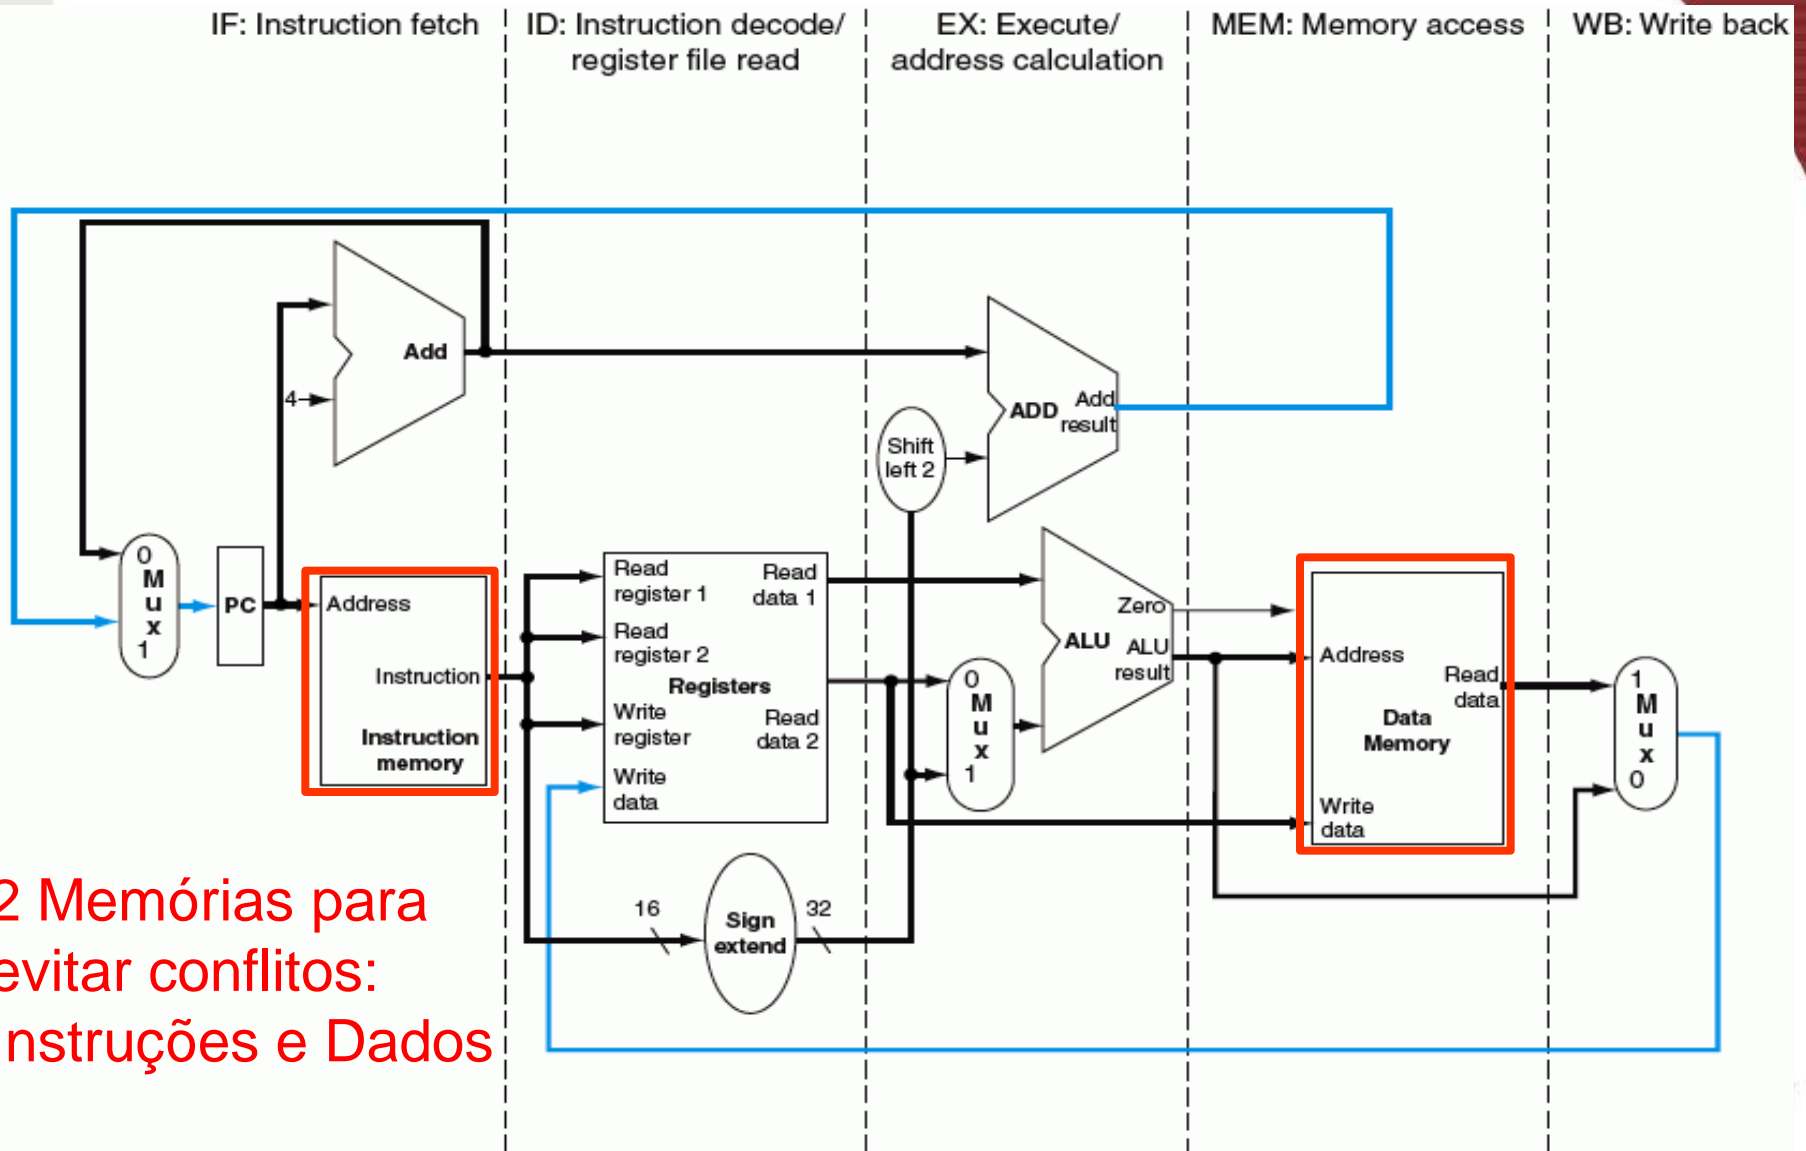 IF: Instruction fetch
ID: Instruction decode/
register file read
EX: Execute/
address calculation
MEM: Memory access
WB: Write back
Add
4
ADD
Add
result
Shift
left 2
0
M
u
x
1
PC
Address
Instruction
Instruction
memory
Read
register 1
Read
register 2
Registers
Write
register
Write
data
Read
data 1
Read
data 2
0
M
u
x
1
Zero
ALU
ALU
result
Address
Read
data
Data
Memory
Write
data
1
M
u
x
0
16
Sign
extend
32
2 Memórias para
evitar conflitos:
nstruções e Dados